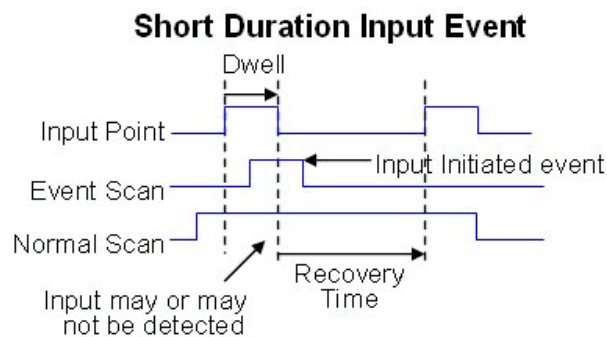 Short Duration Input Event
Dwell
Input Point
Input Initiated event
Event Scan
Normal Scan
Recovery
Time
Input may or may
not be detected